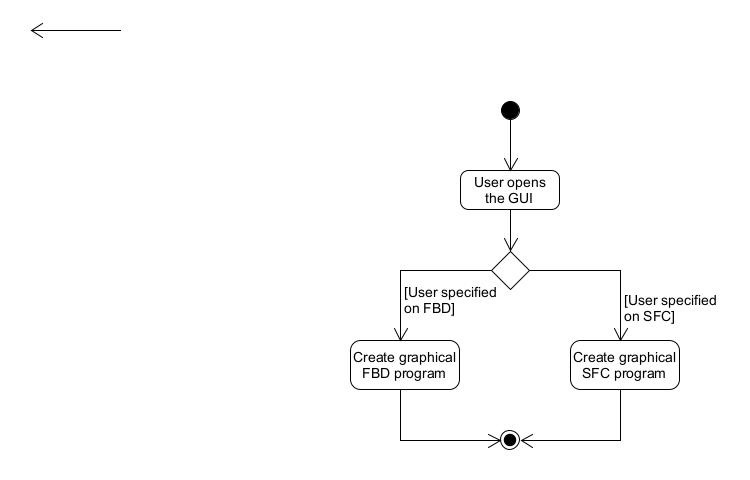 User opens
the GUI
[User specified
on FBD]
[User specified
on SFC]
Create graphical
FBD program
Create graphical
SFC program